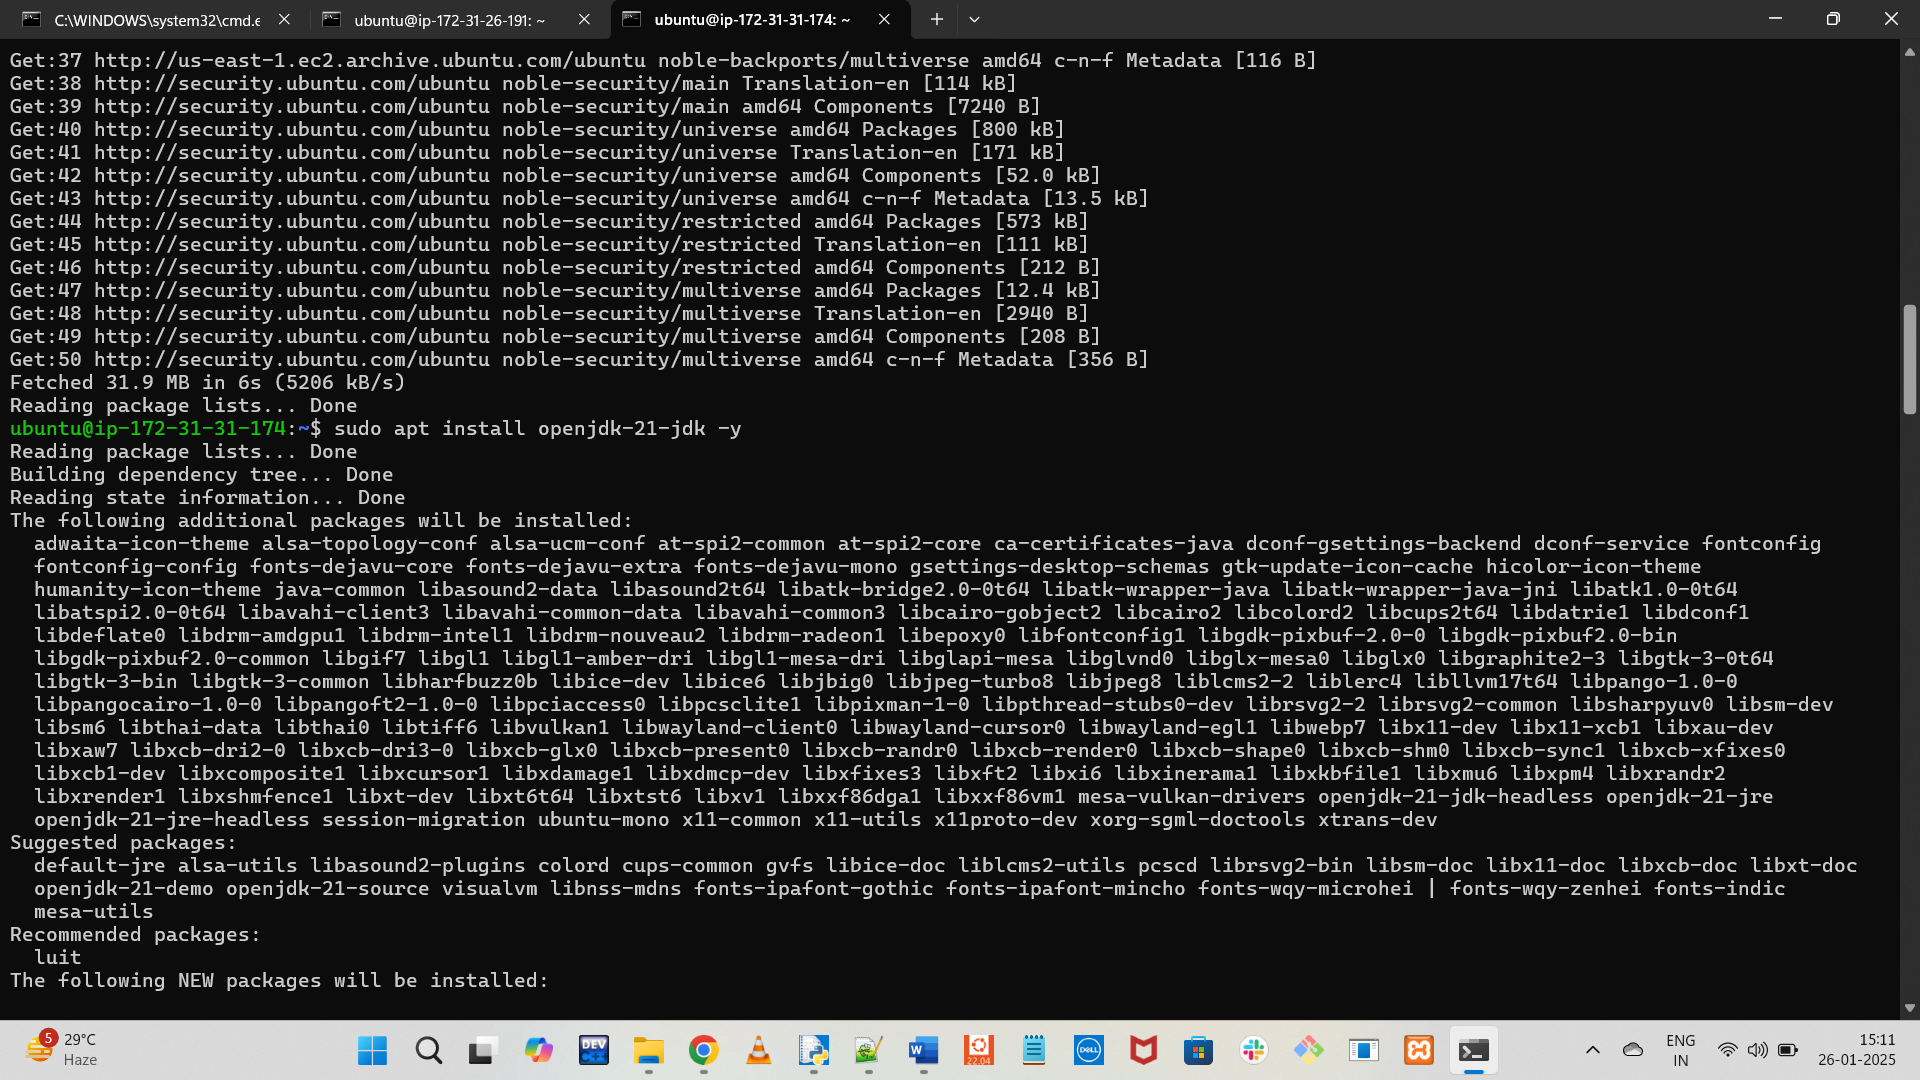 C:\WINDOWS\system32\cmd.e
ubuntu@ip-172-31-26-191: ~
ubuntu@ip-172-31-31-174: ~
Get:37 http://us-east-1.ec2.archive.ubuntu.com/ubuntu noble-backports/multiverse amd64 c-n-f Metadata [116 B]
Get:38 http://security.ubuntu.com/ubuntu noble-security/main Translation-en [114 kB]
Get:39 http://security.ubuntu.com/ubuntu noble-security/main amd64 Components [7240 B]
Get:40 http://security.ubuntu.com/ubuntu noble-security/universe amd64 Packages [800 kB]
Get:41 http://security.ubuntu.com/ubuntu noble-security/universe Translation-en [171 kB]
Get:42 http://security.ubuntu.com/ubuntu noble-security/universe amd64 Components [52.0 kB]
Get:43 http://security.ubuntu.com/ubuntu noble-security/universe amd64 c-n-f Metadata [13.5 kB]
Get:44 http://security.ubuntu.com/ubuntu noble-security/restricted amd64 Packages [573 kB]
Get:45 http://security.ubuntu.com/ubuntu noble-security/restricted Translation-en [111 kB]
Get:46 http://security.ubuntu.com/ubuntu noble-security/restricted amd64 Components [212 B]
Get:47 http://security.ubuntu.com/ubuntu noble-security/multiverse amd64 Packages [12.4 kB]
Get:48 http://security.ubuntu.com/ubuntu noble-security/multiverse Translation-en [2940 B]
Get:49 http://security.ubuntu.com/ubuntu noble-security/multiverse amd64 Components [208 B]
Get:50 http://security.ubuntu.com/ubuntu noble-security/multiverse amd64 c-n-f Metadata [356 B]
Fetched 31.9 MB in 6s (5206 kB/s)
Reading package lists... Done
ubuntu@ip-172-31-31-174:~$ sudo apt install openjdk-21-jdk -y
Reading package lists... Done
Building dependency tree... Done
Reading state information... Done
The following additional packages will be installed:
adwaita-icon-theme alsa-topology-conf alsa-ucm-conf at-spi2-common at-spi2-core ca-certificates-java dconf-gsettings-backend dconf-service fontconfig
fontconfig-config fonts-dejavu-core fonts-dejavu-extra fonts-dejavu-mono gsettings-desktop-schemas gtk-update-icon-cache hicolor-icon-theme
humanity-icon-theme java-common libasound2-data libasound2t64 libatk-bridge2.0-0t64 libatk-wrapper-java libatk-wrapper-java-jni libatk1.0-0t64
libatspi2.0-0t64 libavahi-client3 libavahi-common-data libavahi-common3 libcairo-gobject2 libcairo2 libcolord2 libcups2t64 libdatrie1 libdconf1
libdeflate0 libdrm-amdgpu1 libdrm-intel1 libdrm-nouveau2 libdrm-radeon1 libepoxy0 libfontconfig1 libgdk-pixbuf-2.0-0 libgdk-pixbuf2.0-bin
libgdk-pixbuf2.0-common libgif7 libgl1 libgl1-amber-dri libgl1-mesa-dri libglapi-mesa libglvnd0 libglx-mesa0 libglx0 libgraphite2-3 libgtk-3-0t64
libgtk-3-bin libgtk-3-common libharfbuzz0b libice-dev libice6 libjbig0 libjpeg-turbo8 libjpeg8 liblcms2-2 liblerc4 libllvm17t64 libpango-1.0-0
libpangocairo-1.0-0 libpangoft2-1.0-0 libpciaccess0 libpcsclite1 libpixman-1-0 libpthread-stubs0-dev librsvg2-2 librsvg2-common libsharpyuv0 libsm-dev
libsm6 libthai-data libthai0 libtiff6 libvulkan1 libwayland-client0 libwayland-cursor0 libwayland-egl1 libwebp7 libx11-dev libx11-xcb1 libxau-dev
libxaw7 libxcb-dri2-0 libxcb-dri3-0 libxcb-glx0 libxcb-present0 libxcb-randr0 libxcb-render0 libxcb-shape0 libxcb-shm0 libxcb-sync1 libxcb-xfixes0
libxcb1-dev libxcomposite1 libxcursor1 libxdamage1 libxdmcp-dev libxfixes3 libxft2 libxi6 libxinerama1 libxkbfile1 libxmu6 libxpm4 libxrandr2
libxrender1 libxshmfence1 libxt-dev libxt6t64 libxtst6 libxv1 libxxf86dga1 libxxf86vm1 mesa-vulkan-drivers openjdk-21-jdk-headless openjdk-21-jre
openjdk-21-jre-headless session-migration ubuntu-mono x11-common x11-utils x11proto-dev xorg-sgml-doctools xtrans-dev
Suggested packages:
default-jre alsa-utils libasound2-plugins colord cups-common gvfs libice-doc liblcms2-utils pcscd librsvg2-bin libsm-doc libx11-doc libxcb-doc libxt-doc
openjdk-21-demo openjdk-21-source visualvm libnss-mdns fonts-ipafont-gothic fonts-ipafont-mincho fonts-wqy-microhei | fonts-wqy-zenhei fonts-indic
mesa-utils
Recommended packages:
luit
The following NEW packages will be installed:
5
29°C
Haze
DEV
C++
W
22.04
DELL
ENG
IN
15:11
26-01-2025